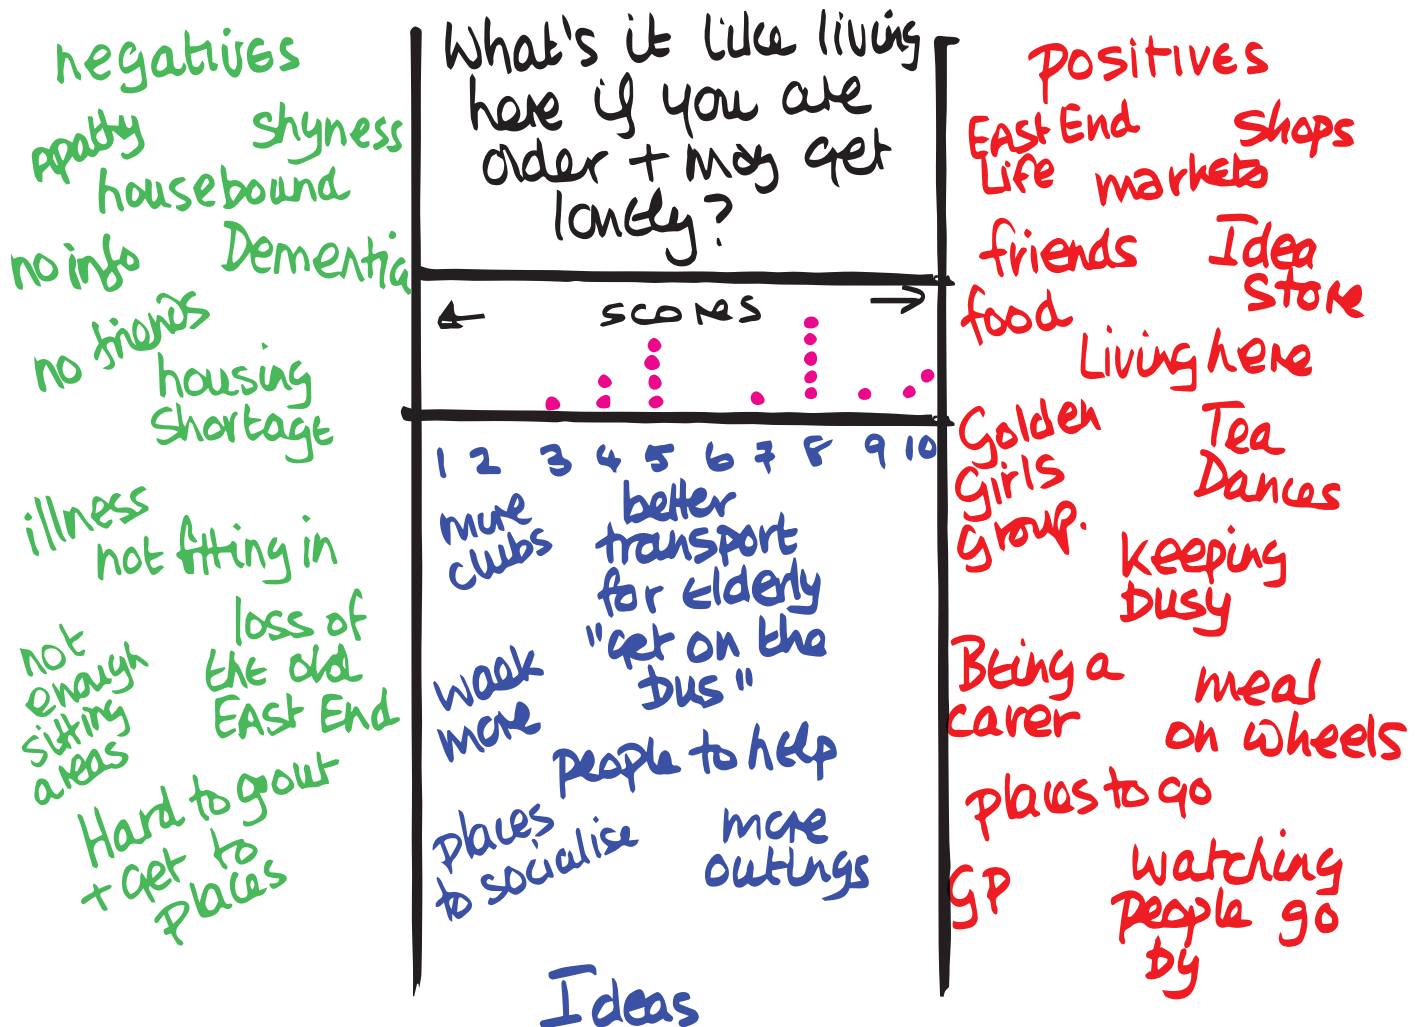 negatives
apathy
shyness
housebound
no info
Dementia
no friends
housing
shortage
illness
not fitting in
not
enough
sitting
areas
loss of
the old
EAST End
Hard to go out
+ get to
places
What's it like living
here if you are
older + may get
lonely?
← scores →
1 2 3 4 5 6 7 8 9 10
more
clubs
better
transport
for elderly
"get on the
bus"
walk
more
people to help
places
to socialise
more
outings
Ideas
positives
EAST End
Life
Shops
markets
friends
Idea
Store
food
Living here
Golden
Girls
group.
Tea
Dances
keeping
busy
Being a
carer
meal
on wheels
places to go
GP
watching
people go
by